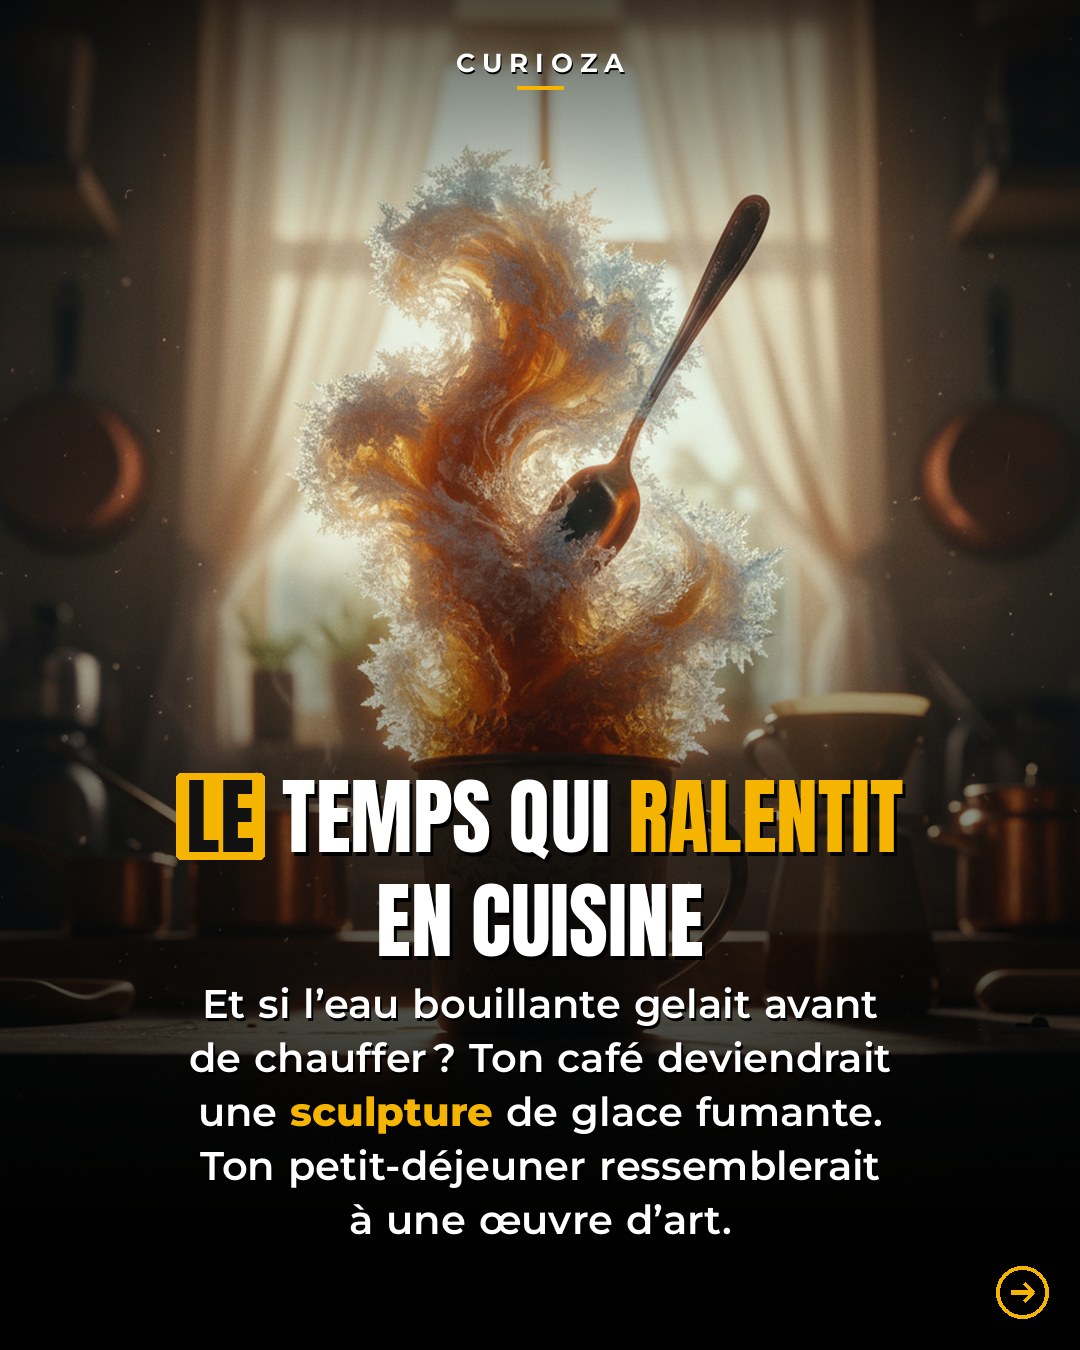 CURIOZA
LE TEMPS QUI RALENTIT
EN CUISINE
Et si l’eau bouillante gelait avant
de chauffer ? Ton café deviendrait
une sculpture de glace fumante.
Ton petit-déjeuner ressemblerait
à une œuvre d’art.